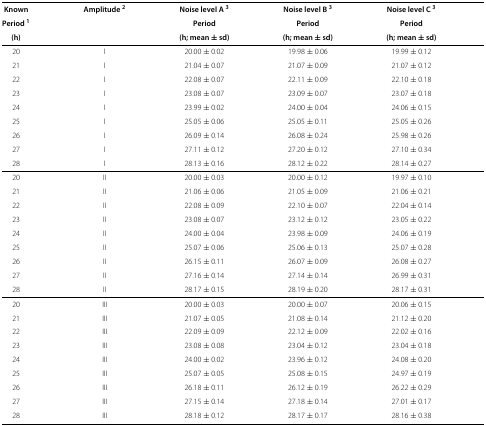 Known Amplitude 2 Noise level A 3 Noise level B 3 Noise level C 3
Period 1 Period Period Period
(h) (h; mean ± sd) (h; mean ± sd) (h; mean ± sd)
20 I 20.00 ± 0.02 19.98 ± 0.06 19.99 ± 0.12
21 I 21.04 ± 0.07 21.07 ± 0.09 21.07 ± 0.12
22 I 22.08 ± 0.07 22.11 ± 0.09 22.10 ± 0.18
23 I 23.08 ± 0.07 23.09 ± 0.07 23.07 ± 0.18
24 I 23.99 ± 0.02 24.00 ± 0.04 24.06 ± 0.15
25 I 25.05 ± 0.06 25.05 ± 0.11 25.05 ± 0.26
26 I 26.09 ± 0.14 26.08 ± 0.24 25.98 ± 0.26
27 I 27.11 ± 0.12 27.20 ± 0.12 27.10 ± 0.34
28 I 28.13 ± 0.16 28.12 ± 0.22 28.14 ± 0.27
20 II 20.00 ± 0.03 20.00 ± 0.12 19.97 ± 0.10
21 II 21.06 ± 0.06 21.05 ± 0.09 21.06 ± 0.21
22 II 22.08 ± 0.09 22.10 ± 0.07 22.04 ± 0.14
23 II 23.08 ± 0.07 23.12 ± 0.12 23.05 ± 0.22
24 II 24.00 ± 0.04 23.98 ± 0.09 24.06 ± 0.19
25 II 25.07 ± 0.06 25.06 ± 0.13 25.07 ± 0.28
26 II 26.15 ± 0.11 26.07 ± 0.09 26.08 ± 0.27
27 II 27.16 ± 0.14 27.14 ± 0.14 26.99 ± 0.31
28 II 28.17 ± 0.15 28.19 ± 0.20 28.17 ± 0.31
20 III 20.00 ± 0.03 20.00 ± 0.07 20.06 ± 0.15
21 III 21.07 ± 0.05 21.08 ± 0.14 21.12 ± 0.20
22 III 22.09 ± 0.09 22.12 ± 0.09 22.02 ± 0.16
23 III 23.08 ± 0.08 23.04 ± 0.12 23.04 ± 0.18
24 III 24.00 ± 0.02 23.96 ± 0.12 24.08 ± 0.20
25 III 25.07 ± 0.05 25.08 ± 0.15 24.97 ± 0.19
26 III 26.18 ± 0.11 26.12 ± 0.19 26.22 ± 0.29
27 III 27.15 ± 0.14 27.18 ± 0.14 27.01 ± 0.17
28 III 28.18 ± 0.12 28.17 ± 0.17 28.16 ± 0.38